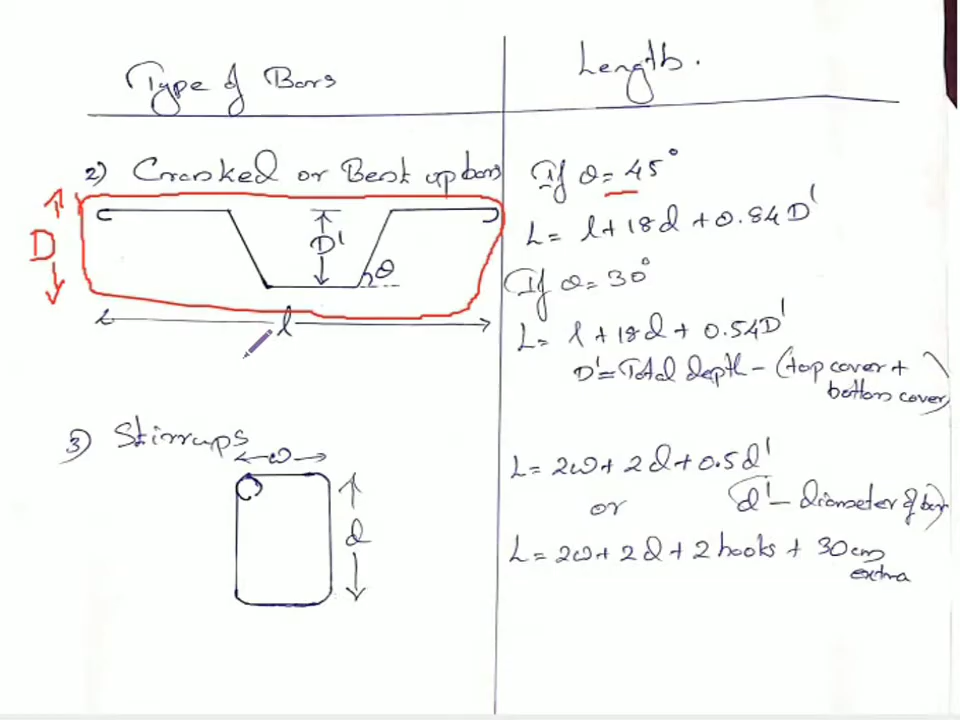 Type of Bars
Length.
2) Cranked or Bent up bars
D
D'
θ
l
If θ = 45°
L = l + 18d + 0.84D'
If θ = 30°
L = l + 18d + 0.54D'
D' = Total depth - (top cover + bottom cover)
3) Stirrups
w
d
L = 2w + 2d + 0.5d'
or
(d' - diameter of bar)
L = 2w + 2d + 2 hooks + 30 cm
extra